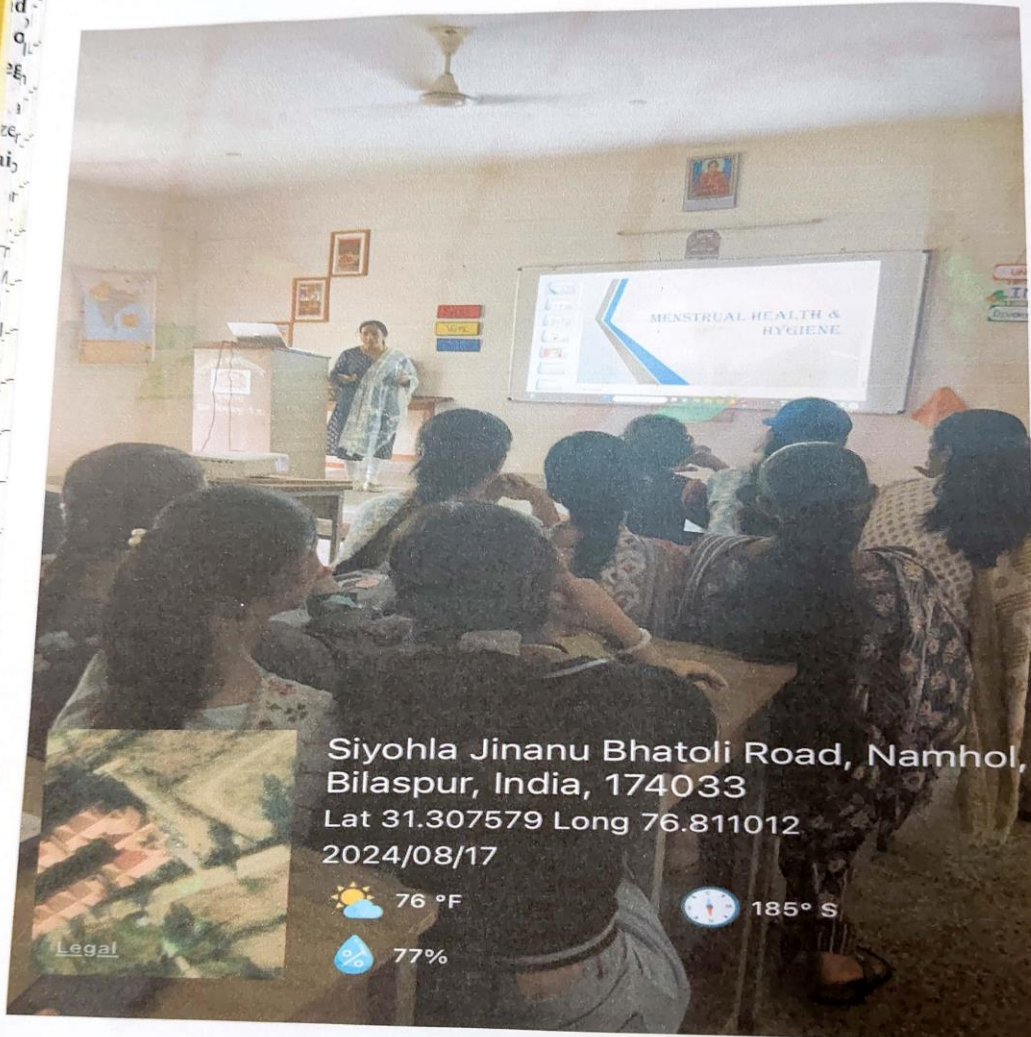 MENSTRUAL HEALTH &
HYGIENE
Siyohla Jinanu Bhatoli Road, Namhol,
Bilaspur, India, 174033
Lat 31.307579 Long 76.811012
2024/08/17
76 °F
185° S
77%
Legal